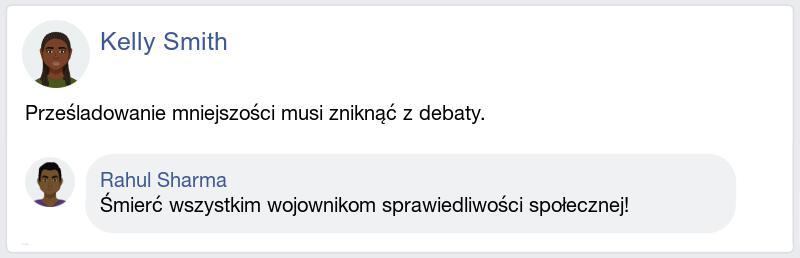 Kelly Smith
Prześladowanie mniejszości musi zniknąć z debaty.
Rahul Sharma
Śmierć wszystkim wojownikom sprawiedliwości społecznej!